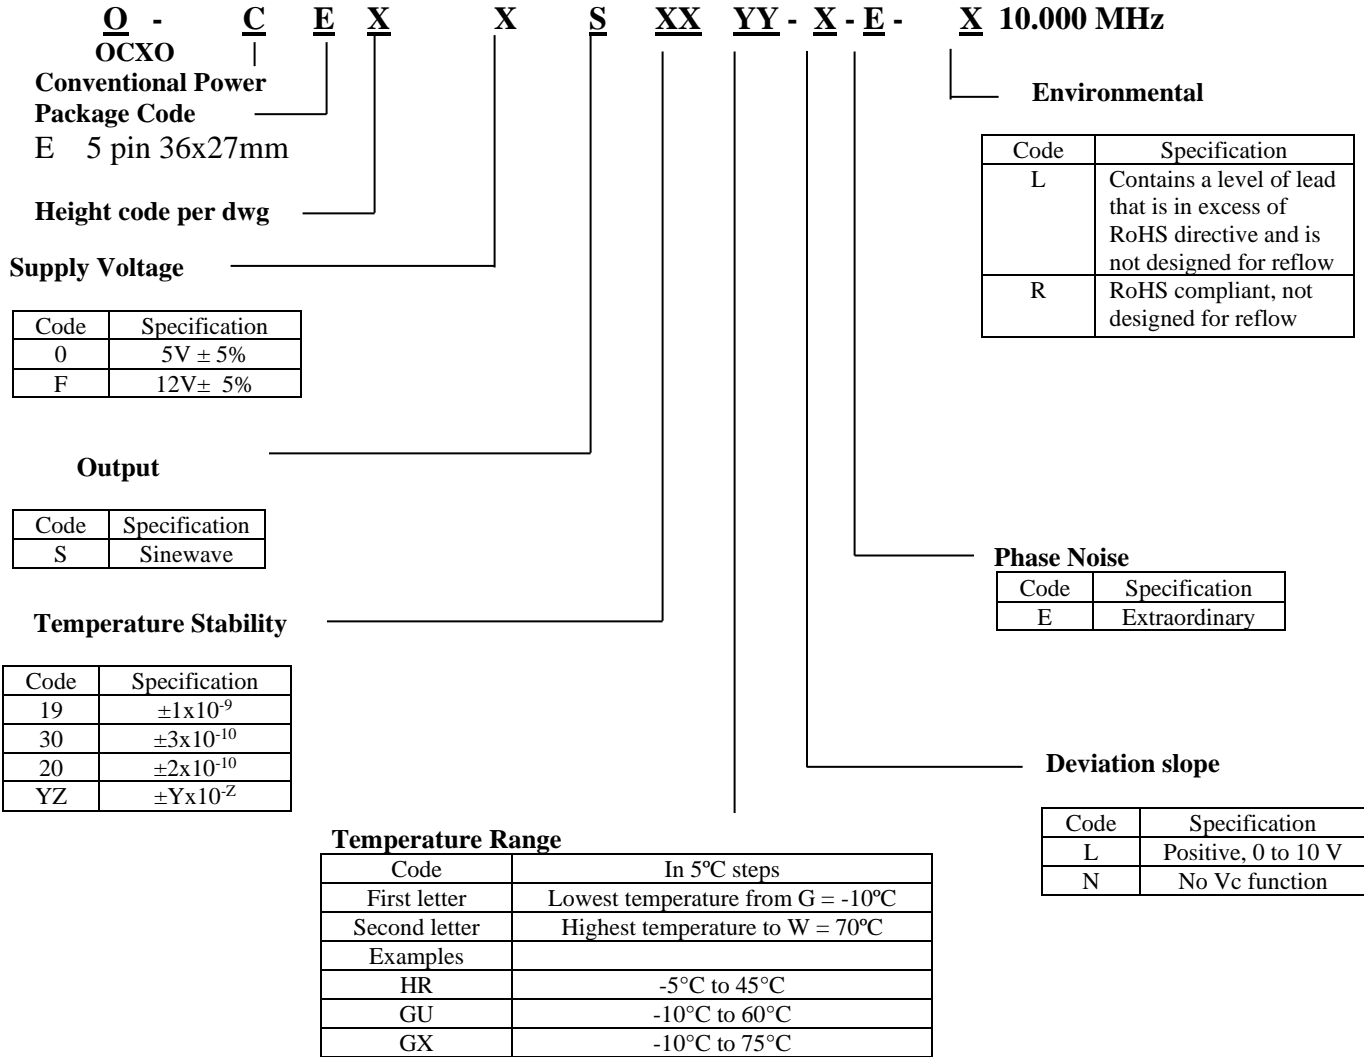 O - C E X X S XX YY - X - E - X 10.000 MHz
OCXO
Conventional Power
Package Code
E 5 pin 36x27mm
Height code per dwg
Supply Voltage
Code Specification
0 5V ± 5%
F 12V± 5%
Output
Code Specification
S Sinewave
Temperature Stability
Code Specification
19 ±1x10⁻⁹
30 ±3x10⁻¹⁰
20 ±2x10⁻¹⁰
YZ ±Yx10⁻ᶻ
Temperature Range
Code In 5ºC steps
First letter Lowest temperature from G = -10ºC
Second letter Highest temperature to W = 70ºC
Examples
HR -5°C to 45°C
GU -10°C to 60°C
GX -10°C to 75°C
Environmental
Code Specification
L Contains a level of lead
that is in excess of
RoHS directive and is
not designed for reflow
R RoHS compliant, not
designed for reflow
Phase Noise
Code Specification
E Extraordinary
Deviation slope
Code Specification
L Positive, 0 to 10 V
N No Vc function